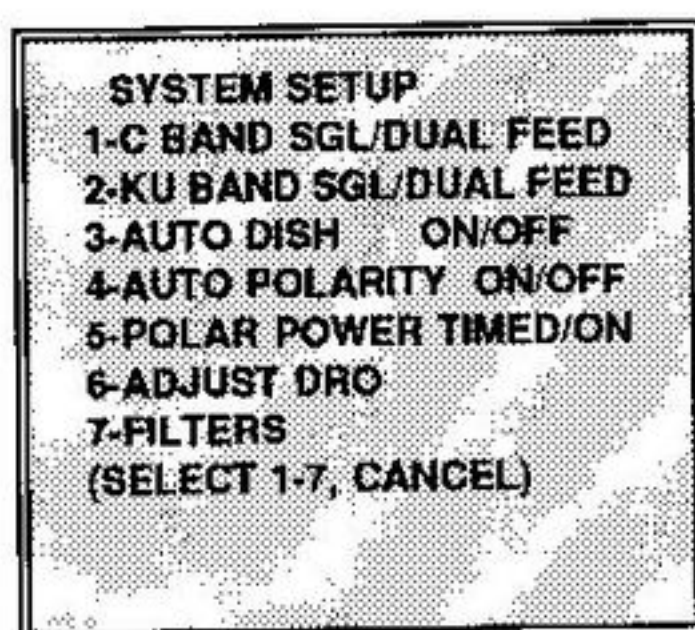 SYSTEM SETUP
1-C BAND SGL/DUAL FEED
2-KU BAND SGL/DUAL FEED
3-AUTO DISH ON/OFF
4-AUTO POLARITY ON/OFF
5-POLAR POWER TIMED/ON
6-ADJUST DRO
7-FILTERS
(SELECT 1-7, CANCEL)